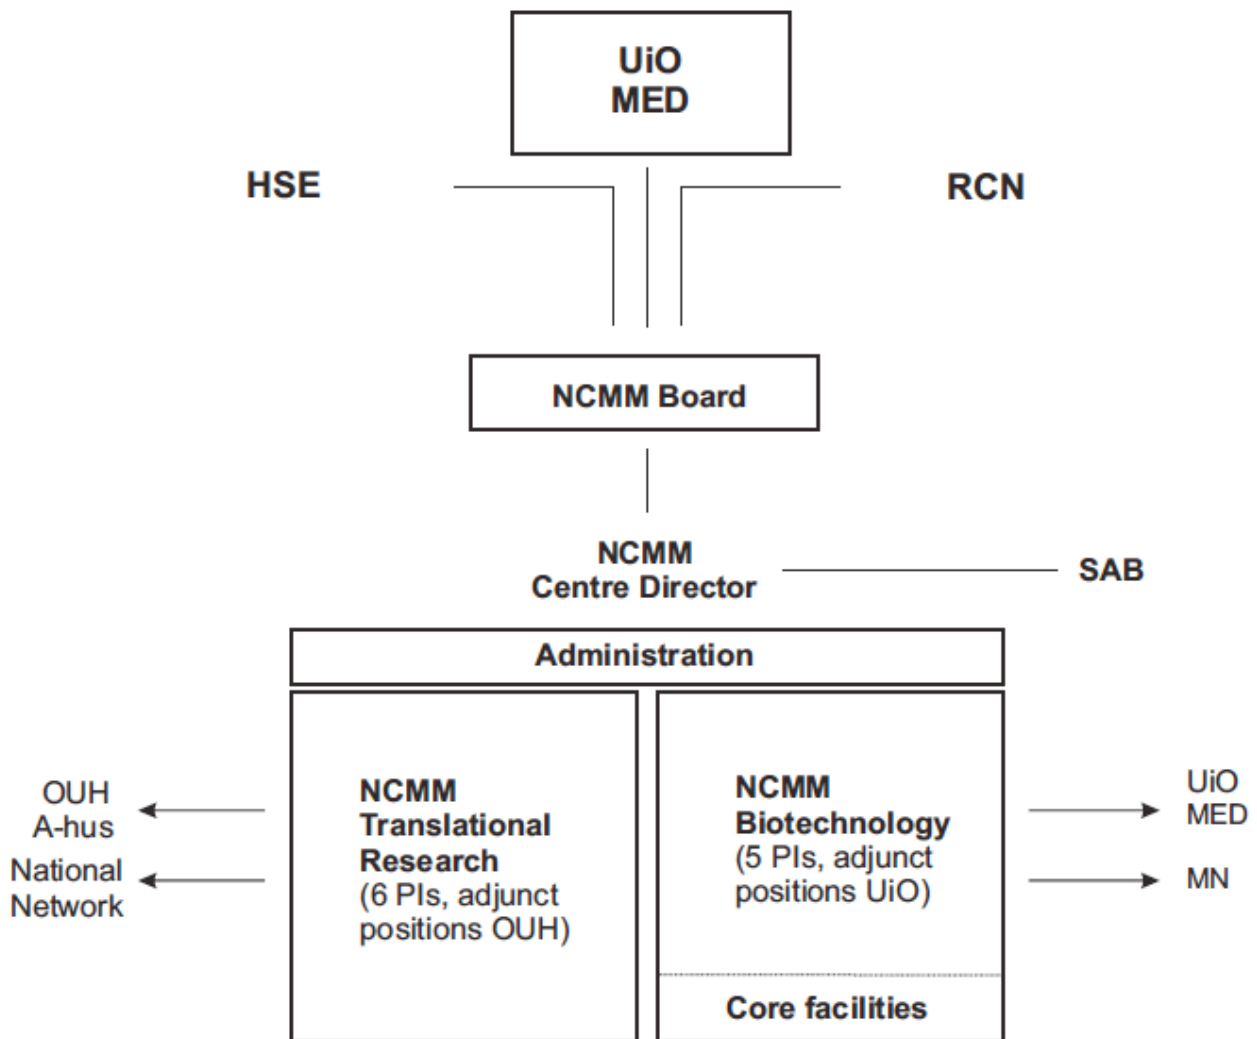 UiO
MED
HSE
RCN
NCMM Board
NCMM
Centre Director
SAB
Administration
OUH
A-hus
National
Network
NCMM
Translational
Research
(6 PIs, adjunct
positions OUH)
NCMM
Biotechnology
(5 PIs, adjunct
positions UiO)
Core facilities
UiO
MED
MN